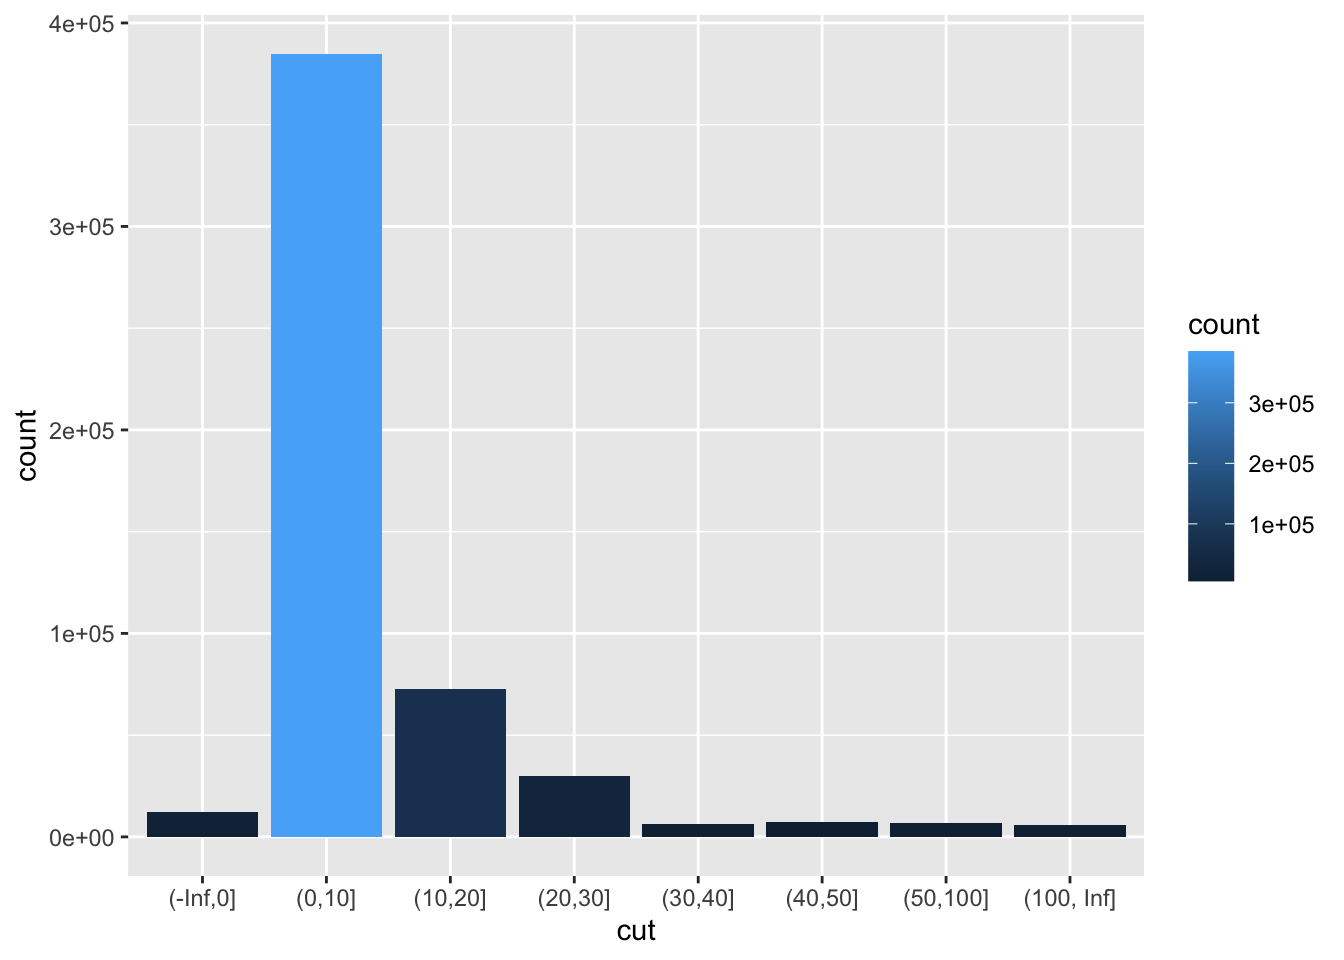 4e+05
3e+05
2e+05
1e+05
0e+00
count
(-Inf,0]
(0,10]
(10,20]
(20,30]
(30,40]
(40,50]
(50,100]
(100, Inf]
cut
count
3e+05
2e+05
1e+05